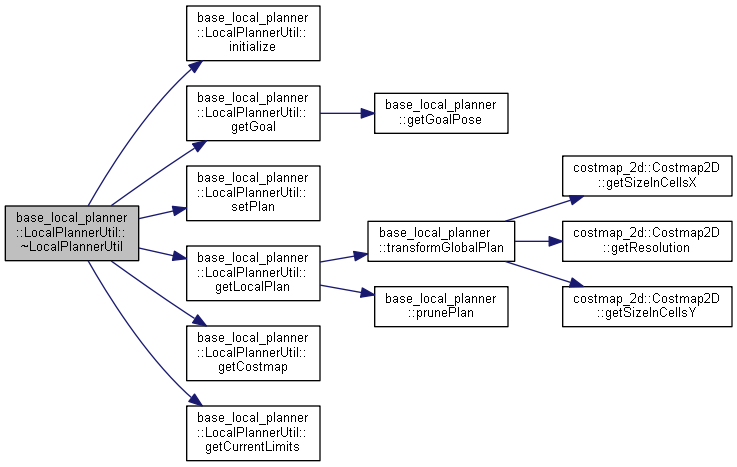 base_local_planner
::LocalPlannerUtil::
~LocalPlannerUtil
base_local_planner
::LocalPlannerUtil::
initialize
base_local_planner
::LocalPlannerUtil::
getGoal
base_local_planner
::getGoalPose
base_local_planner
::LocalPlannerUtil::
setPlan
base_local_planner
::LocalPlannerUtil::
getLocalPlan
base_local_planner
::transformGlobalPlan
costmap_2d::Costmap2D
::getSizeInCellsX
costmap_2d::Costmap2D
::getResolution
costmap_2d::Costmap2D
::getSizeInCellsY
base_local_planner
::prunePlan
base_local_planner
::LocalPlannerUtil::
getCostmap
base_local_planner
::LocalPlannerUtil::
getCurrentLimits